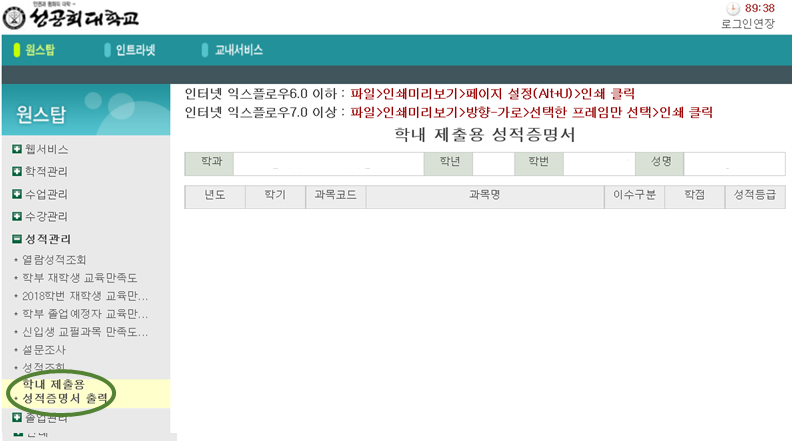 인권과 평화의 대학
성공회대학교
89:38
로그인연장
원스탑 인트라넷 교내서비스
원스탑
웹서비스
학적관리
수업관리
수강관리
성적관리
열람성적조회
학부 재학생 교육만족도
2018학번 재학생 교육만...
학부 졸업예정자 교육만...
신입생 교필과목 만족도...
설문조사
성적조회
학내 제출용
성적증명서 출력
졸업관리
인터넷 익스플로우6.0 이하 : 파일>인쇄미리보기>페이지 설정(Alt+U)>인쇄 클릭
인터넷 익스플로우7.0 이상 : 파일>인쇄미리보기>방향-가로>선택한 프레임만 선택>인쇄 클릭
학내 제출용 성적증명서
학과 학년 학번 성명
년도 학기 과목코드 과목명 이수구분 학점 성적등급